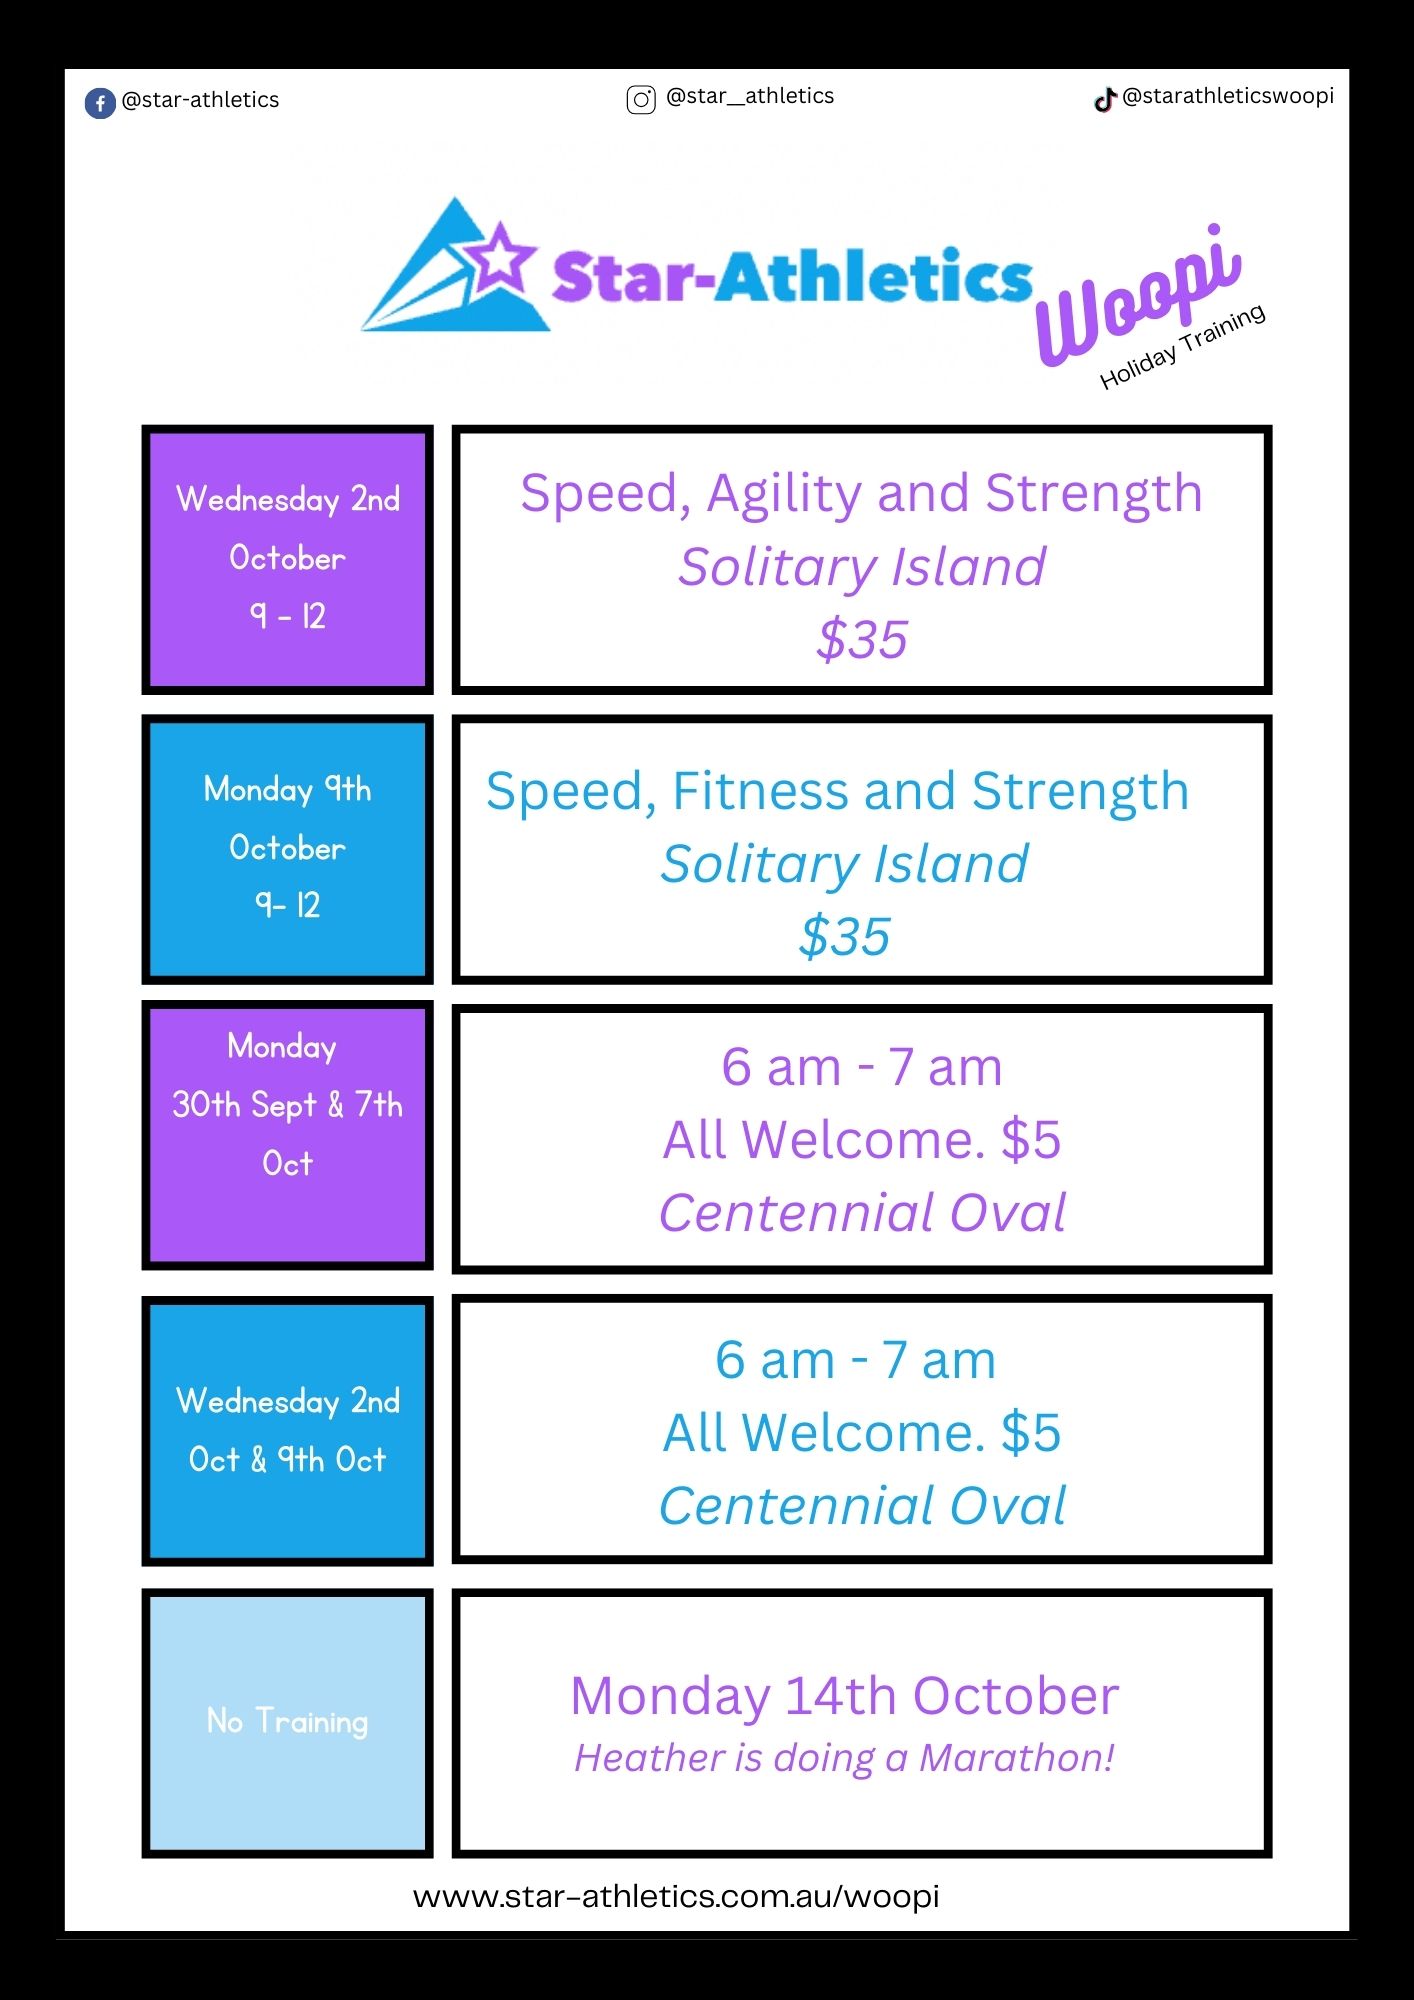 @star-athletics
@star__athletics
@starathleticswoopi
Star-Athletics
Woopi
Holiday Training
Wednesday 2nd
October
9 - 12
Speed, Agility and Strength
Solitary Island
$35
Monday 9th
October
9- 12
Speed, Fitness and Strength
Solitary Island
$35
Monday
30th Sept & 7th
Oct
6 am - 7 am
All Welcome. $5
Centennial Oval
Wednesday 2nd
Oct & 9th Oct
6 am - 7 am
All Welcome. $5
Centennial Oval
No Training
Monday 14th October
Heather is doing a Marathon!
www.star-athletics.com.au/woopi